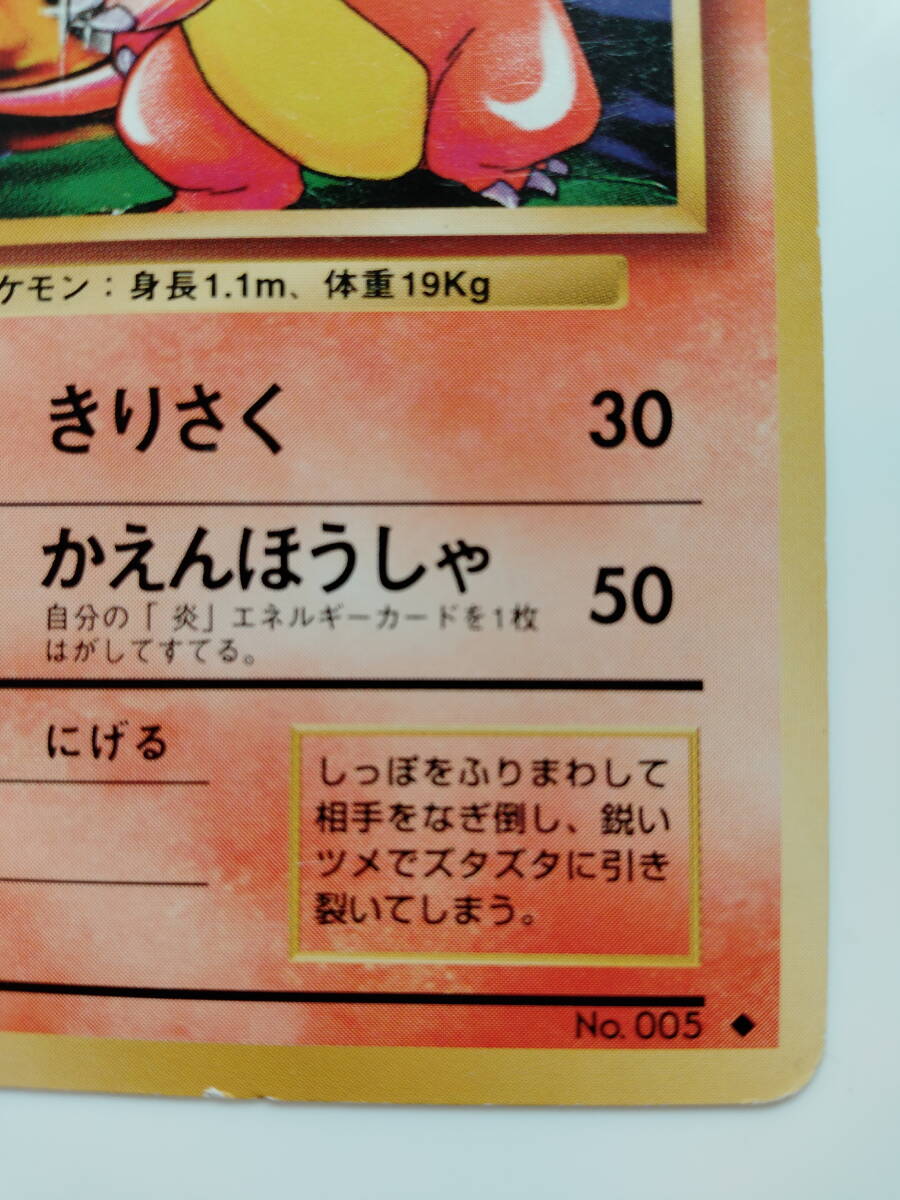 ケモン：身長1.1m、体重19Kg
きりさく 30
かえんほうしゃ 50
自分の「炎」エネルギーカードを1枚
はがしてすてる。
にげる
しっぽをふりまわして
相手をなぎ倒し、鋭い
ツメでズタズタに引き
裂いてしまう。
No. 005 ◆